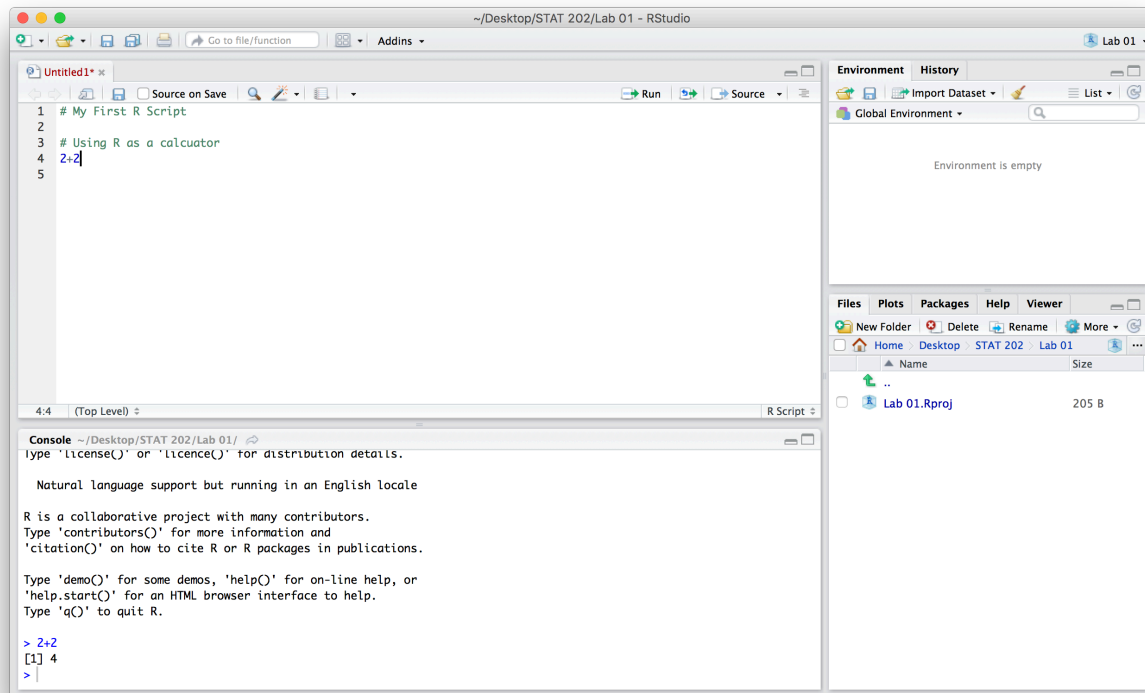 ~/Desktop/STAT 202/Lab 01 - RStudio
Go to file/function
Addins
Lab 01
Untitled1*
Source on Save
Run
Source
1 # My First R Script
2
3 # Using R as a calcuator
4 2+2
5
4:4 (Top Level)
R Script
Console ~/Desktop/STAT 202/Lab 01/
Type 'license()' or 'licence()' for distribution details.
Natural language support but running in an English locale
R is a collaborative project with many contributors.
Type 'contributors()' for more information and
'citation()' on how to cite R or R packages in publications.
Type 'demo()' for some demos, 'help()' for on-line help, or
'help.start()' for an HTML browser interface to help.
Type 'q()' to quit R.
> 2+2
[1] 4
>
Environment History
Import Dataset
List
Global Environment
Environment is empty
Files Plots Packages Help Viewer
New Folder Delete Rename More
Home Desktop STAT 202 Lab 01 ...
Name Size
..
Lab 01.Rproj 205 B